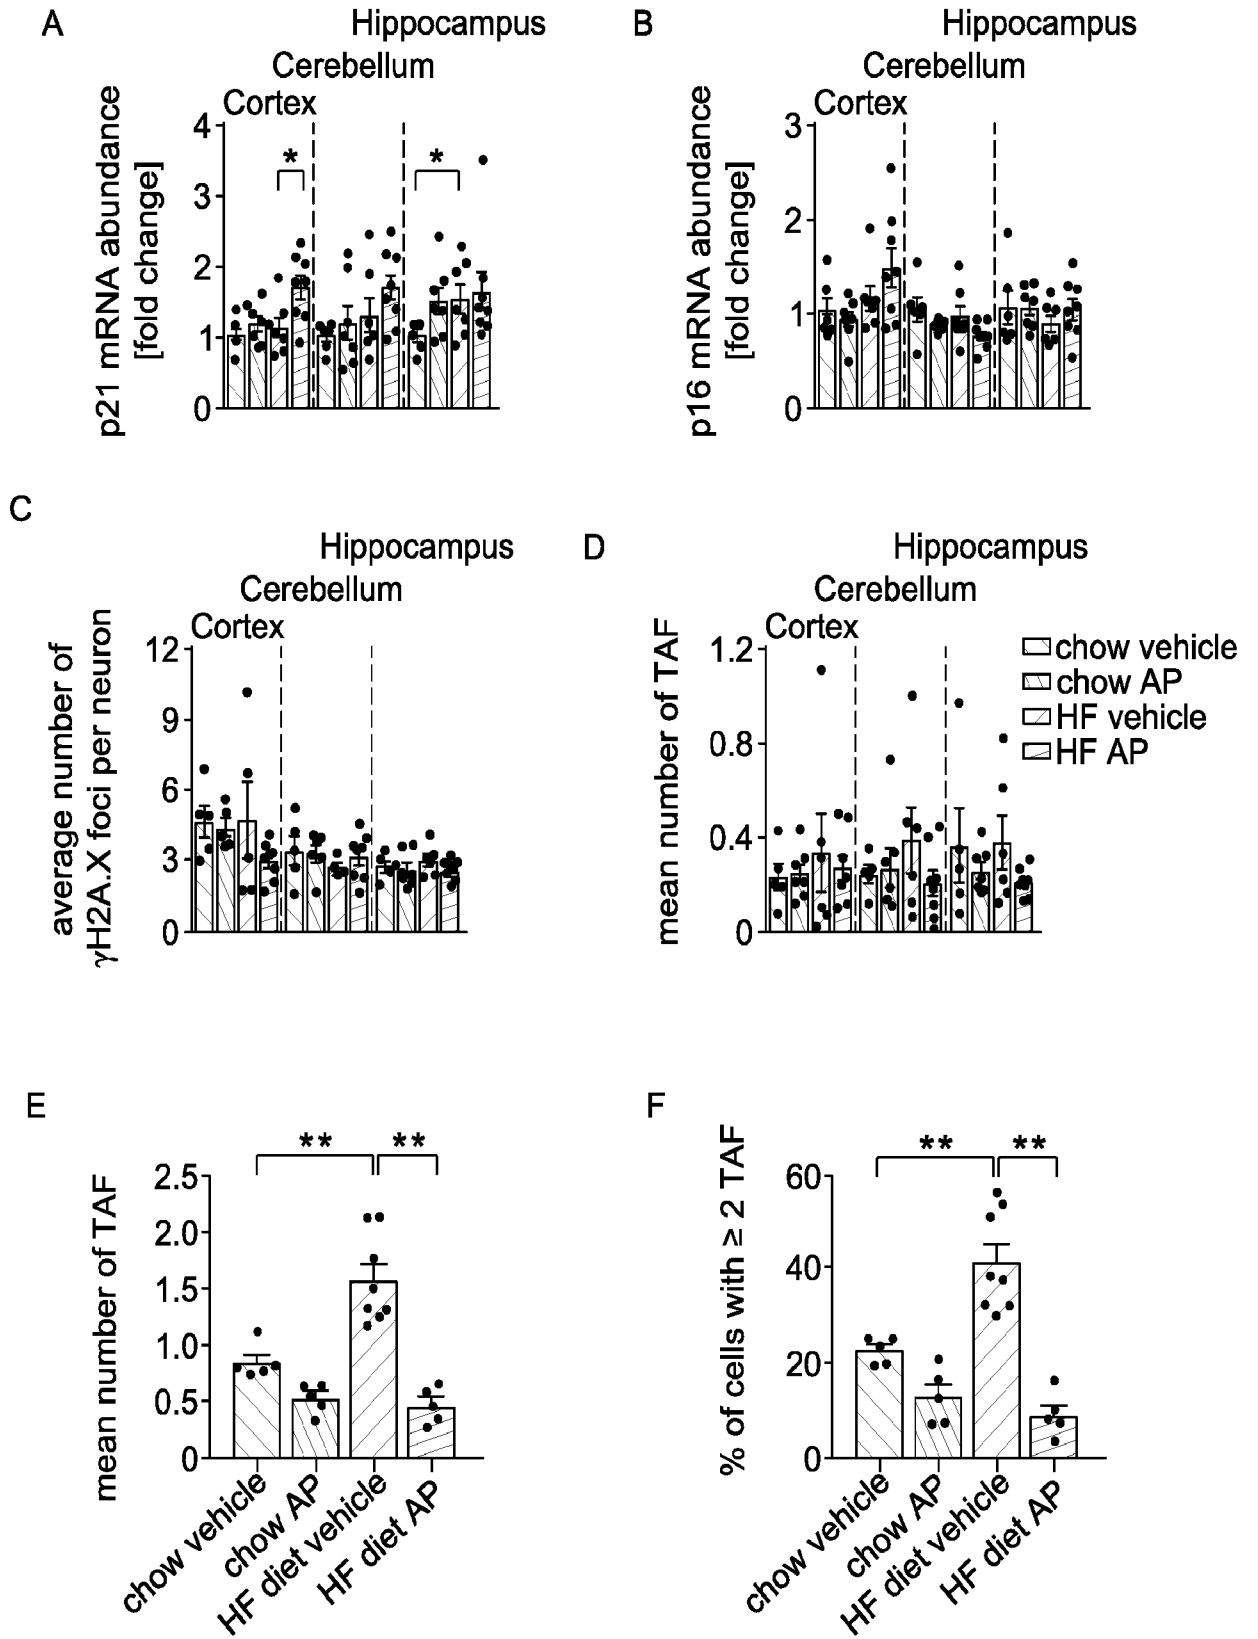 A
Hippocampus
Cerebellum
Cortex
p21 mRNA abundance
[fold change]
4
3
2
1
0
*
*
B
Hippocampus
Cerebellum
Cortex
p16 mRNA abundance
[fold change]
3
2
1
0
C
Hippocampus
Cerebellum
Cortex
average number of
γH2A.X foci per neuron
12
9
6
3
0
D
Hippocampus
Cerebellum
Cortex
mean number of TAF
1.2
0.8
0.4
0
chow vehicle
chow AP
HF vehicle
HF AP
E
mean number of TAF
2.5
2.0
1.5
1.0
0.5
0
**
**
chow vehicle
chow AP
HF diet vehicle
HF diet AP
F
% of cells with ≥ 2 TAF
60
40
20
0
**
**
chow vehicle
chow AP
HF diet vehicle
HF diet AP